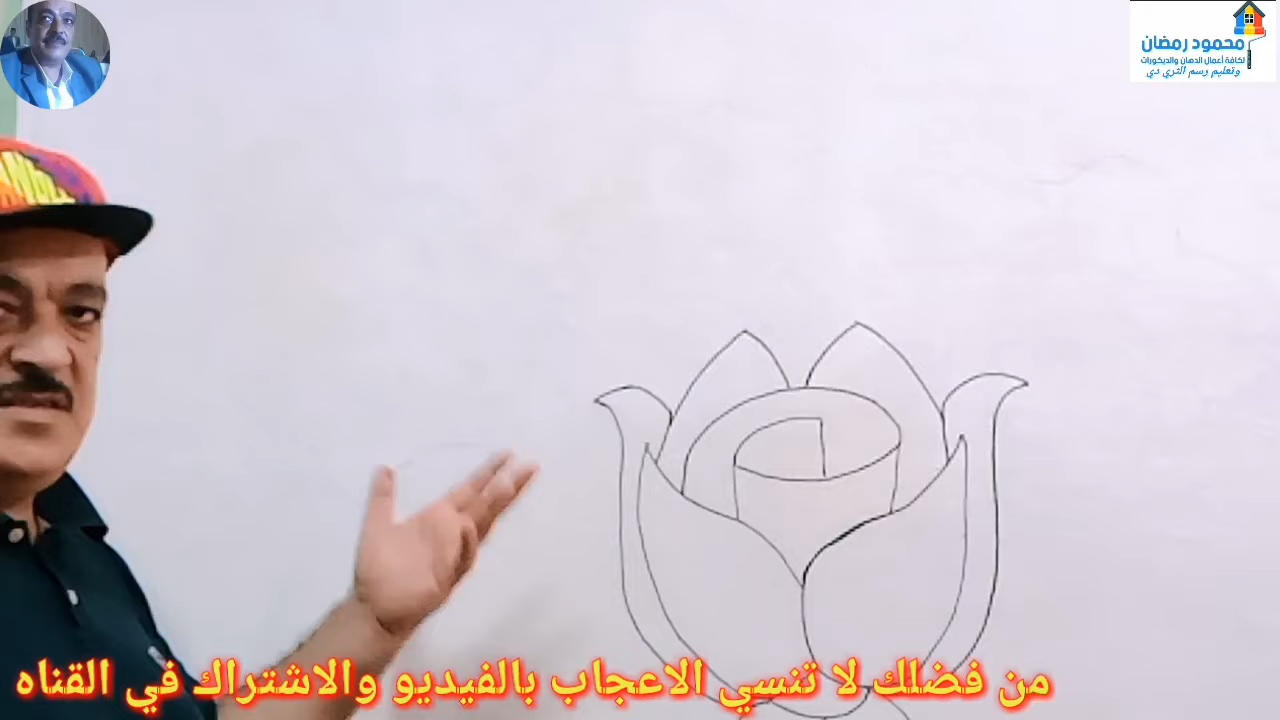 محمود رمضان
لكافة أعمال الدهان والديكورات
وتعليم رسم الثري دي
من فضلك لا تنسي الاعجاب بالفيديو والاشتراك في القناه